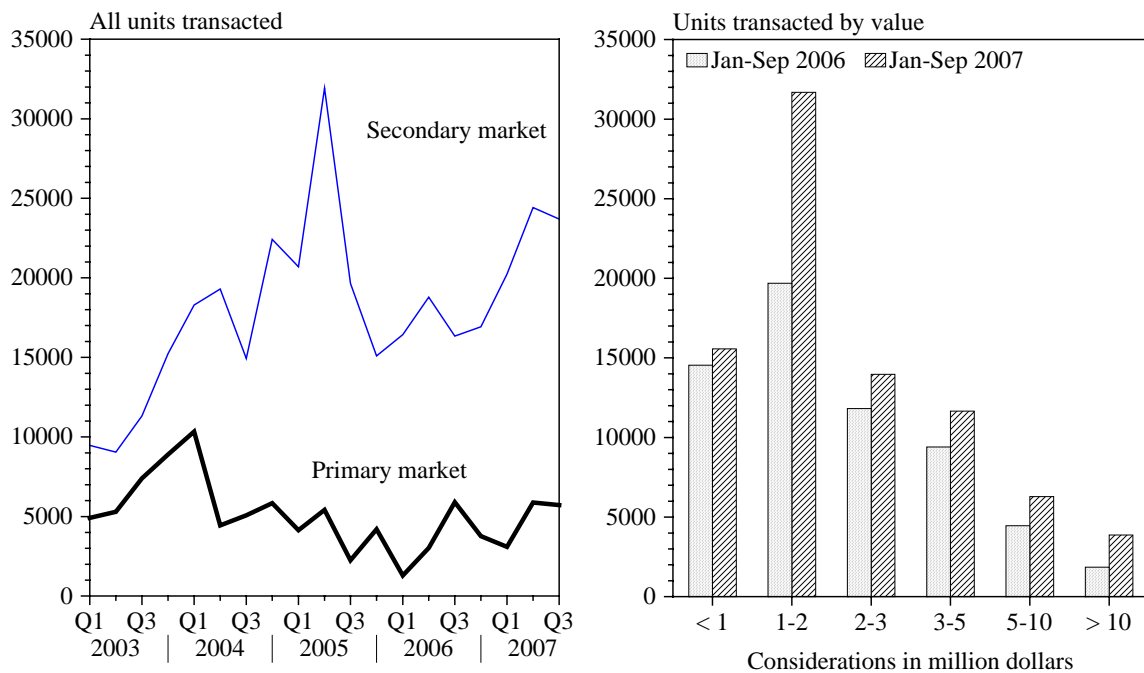 All units transacted
35000
30000
25000
20000
15000
10000
5000
0
Secondary market
Primary market
Q1 Q3 Q1 Q3 Q1 Q3 Q1 Q3 Q1 Q3
2003 2004 2005 2006 2007
Units transacted by value
35000
30000
25000
20000
15000
10000
5000
0
Jan-Sep 2006 Jan-Sep 2007
< 1 1-2 2-3 3-5 5-10 > 10
Considerations in million dollars